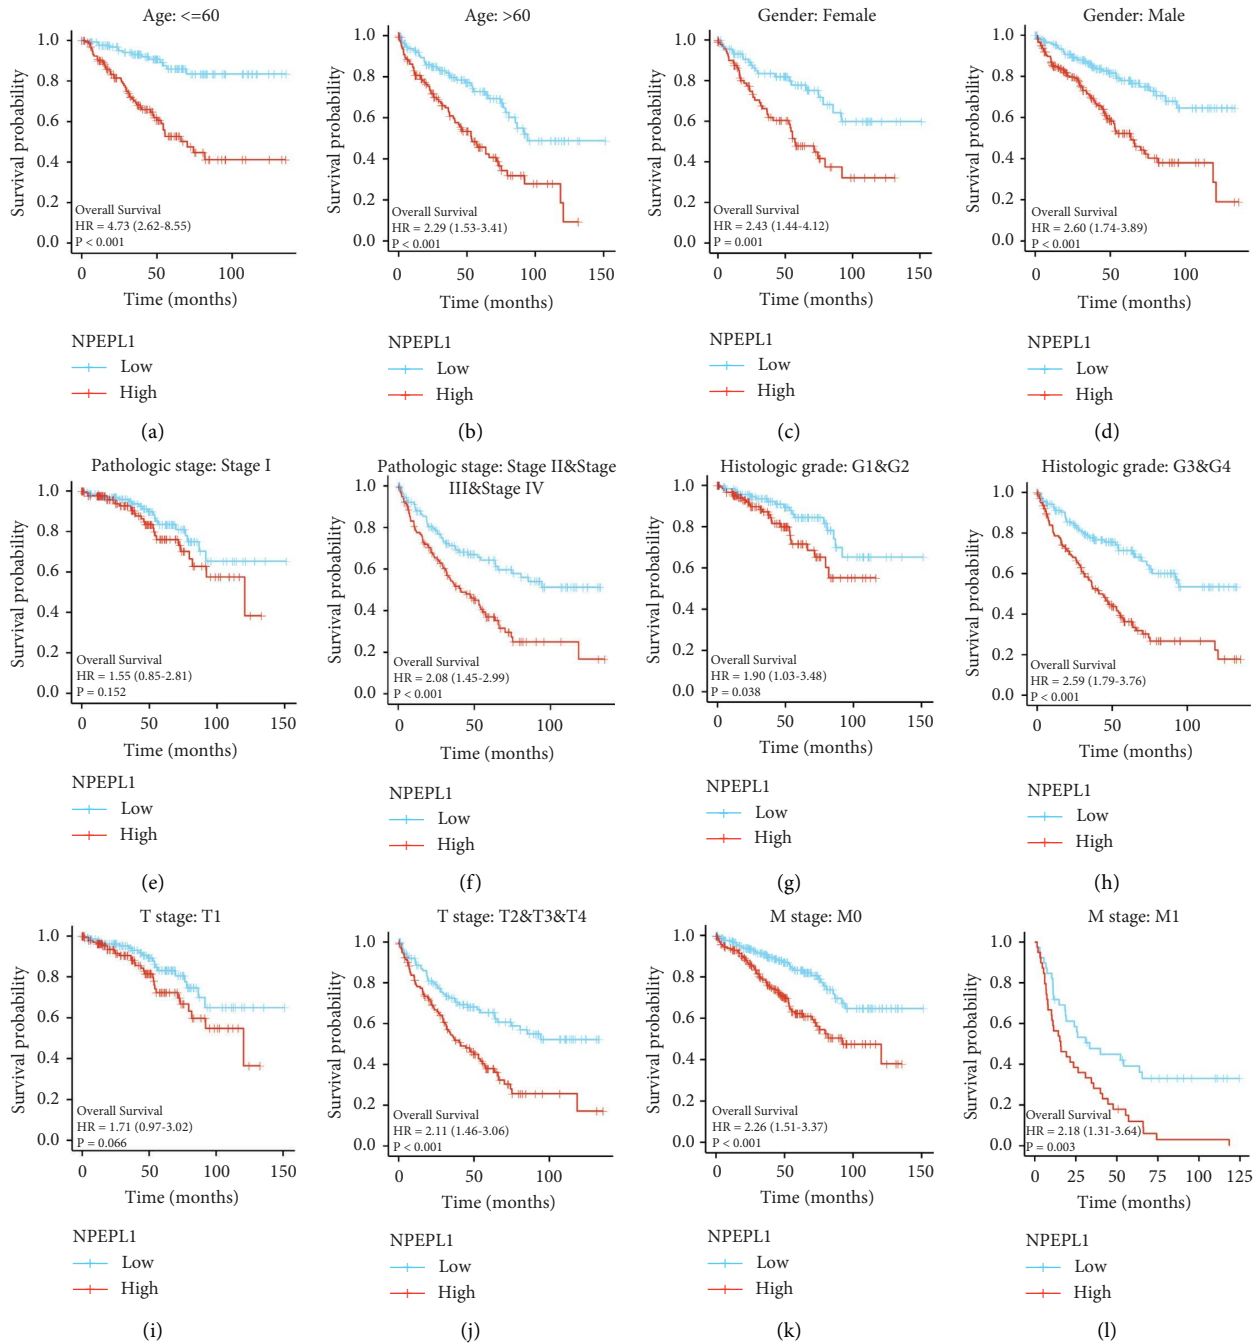 Age: <=60
Survival probability
1.0
0.8
0.6
0.4
0.2
0.0
Overall Survival
HR = 4.73 (2.62-8.55)
P < 0.001
0 50 100
Time (months)
NPEPL1
Low
High
(a)
Age: >60
Survival probability
1.0
0.8
0.6
0.4
0.2
0.0
Overall Survival
HR = 2.29 (1.53-3.41)
P < 0.001
0 50 100 150
Time (months)
NPEPL1
Low
High
(b)
Gender: Female
Survival probability
1.0
0.8
0.6
0.4
0.2
0.0
Overall Survival
HR = 2.43 (1.44-4.12)
P = 0.001
0 50 100 150
Time (months)
NPEPL1
Low
High
(c)
Gender: Male
Survival probability
1.0
0.8
0.6
0.4
0.2
0.0
Overall Survival
HR = 2.60 (1.74-3.89)
P < 0.001
0 50 100
Time (months)
NPEPL1
Low
High
(d)
Pathologic stage: Stage I
Survival probability
1.0
0.8
0.6
0.4
0.2
0.0
Overall Survival
HR = 1.55 (0.85-2.81)
P = 0.152
0 50 100 150
Time (months)
NPEPL1
Low
High
(e)
Pathologic stage: Stage II&Stage
III&Stage IV
Survival probability
1.0
0.8
0.6
0.4
0.2
0.0
Overall Survival
HR = 2.08 (1.45-2.99)
P < 0.001
0 50 100
Time (months)
NPEPL1
Low
High
(f)
Histologic grade: G1&G2
Survival probability
1.0
0.8
0.6
0.4
0.2
0.0
Overall Survival
HR = 1.90 (1.03-3.48)
P = 0.038
0 50 100 150
Time (months)
NPEPL1
Low
High
(g)
Histologic grade: G3&G4
Survival probability
1.0
0.8
0.6
0.4
0.2
0.0
Overall Survival
HR = 2.59 (1.79-3.76)
P < 0.001
0 50 100
Time (months)
NPEPL1
Low
High
(h)
T stage: T1
Survival probability
1.0
0.8
0.6
0.4
0.2
0.0
Overall Survival
HR = 1.71 (0.97-3.02)
P = 0.066
0 50 100 150
Time (months)
NPEPL1
Low
High
(i)
T stage: T2&T3&T4
Survival probability
1.0
0.8
0.6
0.4
0.2
0.0
Overall Survival
HR = 2.11 (1.46-3.06)
P < 0.001
0 50 100
Time (months)
NPEPL1
Low
High
(j)
M stage: M0
Survival probability
1.0
0.8
0.6
0.4
0.2
0.0
Overall Survival
HR = 2.26 (1.51-3.37)
P < 0.001
0 50 100 150
Time (months)
NPEPL1
Low
High
(k)
M stage: M1
Survival probability
1.0
0.8
0.6
0.4
0.2
0.0
Overall Survival
HR = 2.18 (1.31-3.64)
P = 0.003
0 25 50 75 100 125
Time (months)
NPEPL1
Low
High
(l)